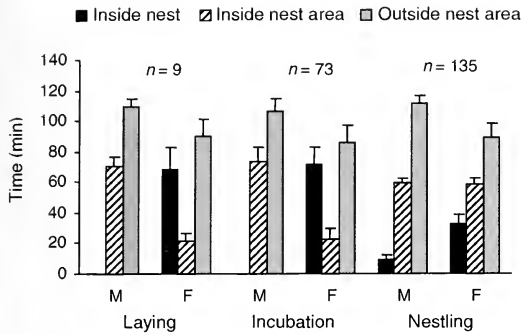 Inside nest Inside nest area Outside nest area
n = 9 n = 73 n = 135
Time (min)
140
120
100
80
60
40
20
0
M F M F M F
Laying Incubation Nestling